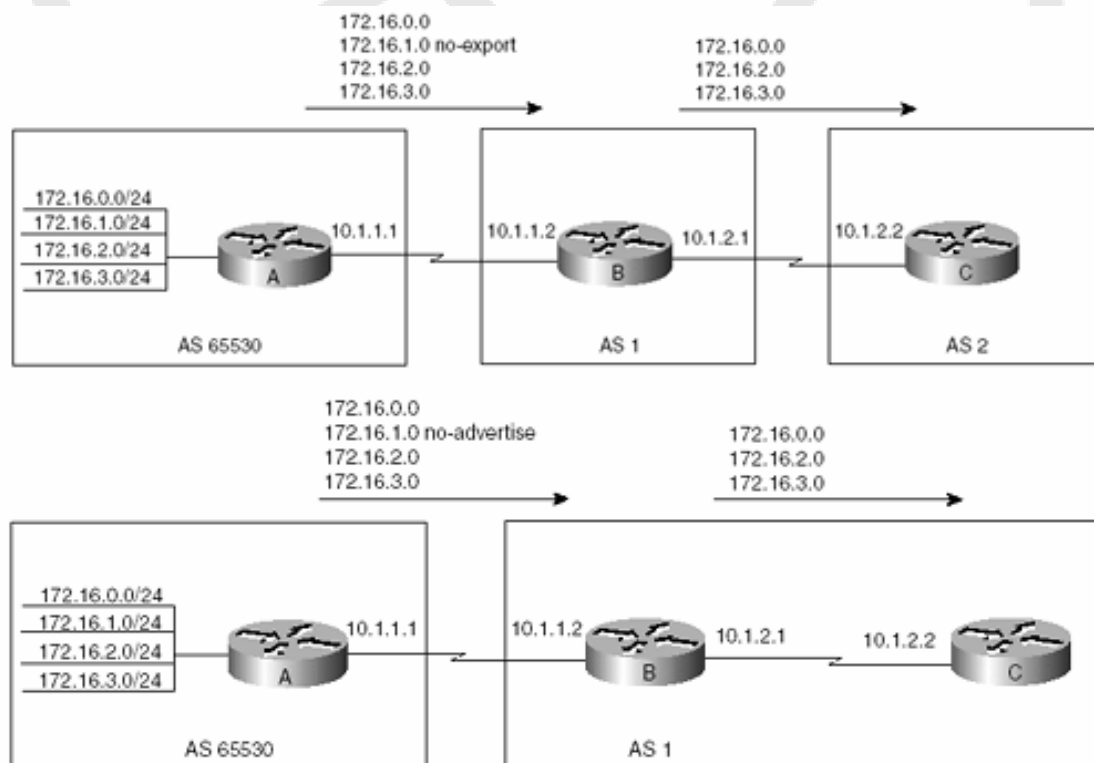 172.16.0.0
172.16.1.0 no-export
172.16.2.0
172.16.3.0
172.16.0.0
172.16.2.0
172.16.3.0
172.16.0.0/24
172.16.1.0/24
172.16.2.0/24
172.16.3.0/24
A
10.1.1.1
10.1.1.2
B
10.1.2.1
10.1.2.2
C
AS 65530
AS 1
AS 2
172.16.0.0
172.16.1.0 no-advertise
172.16.2.0
172.16.3.0
172.16.0.0
172.16.2.0
172.16.3.0
172.16.0.0/24
172.16.1.0/24
172.16.2.0/24
172.16.3.0/24
A
10.1.1.1
10.1.1.2
B
10.1.2.1
10.1.2.2
C
AS 65530
AS 1